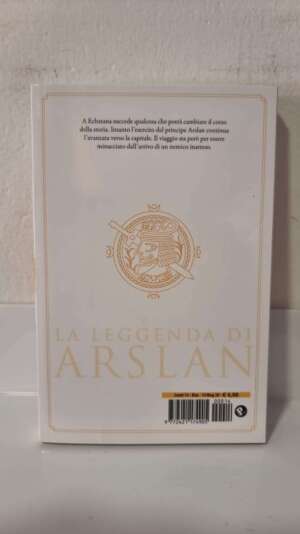 A Ecbatana succede qualcosa che potrà cambiare il corso
della storia. Intanto l'esercito del principe Arslan continua
l'avanzata verso la capitale. Il viaggio sta però per essere
minacciato dall'arrivo di un nemico inatteso.
LA LEGGENDA DI
ARSLAN
00014